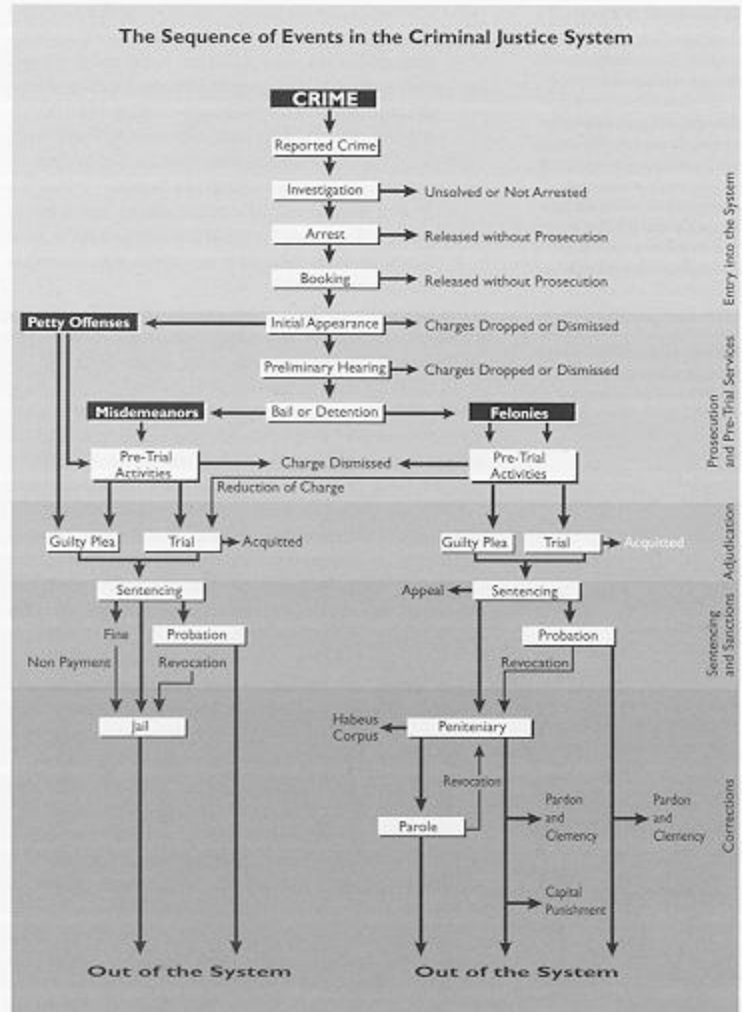 The Sequence of Events in the Criminal Justice System
CRIME
Reported Crime
Investigation
Unsolved or Not Arrested
Arrest
Released without Prosecution
Booking
Released without Prosecution
Entry into the System
Petty Offenses
Initial Appearance
Charges Dropped or Dismissed
Preliminary Hearing
Charges Dropped or Dismissed
Misdemeanors
Bail or Detention
Felonies
Prosecution
and Pre-Trial Services
Pre-Trial
Activities
Charge Dismissed
Pre-Trial
Activities
Reduction of Charge
Guilty Plea
Trial
Acquitted
Guilty Plea
Trial
Acquitted
Adjudication
Sentencing
Appeal
Sentencing
Fine
Probation
Probation
Non Payment
Revocation
Revocation
Sentencing
and Sanctions
Jail
Habeus
Corpus
Peniteniary
Revocation
Parole
Pardon
and
Clemency
Pardon
and
Clemency
Capital
Punishment
Corrections
Out of the System
Out of the System